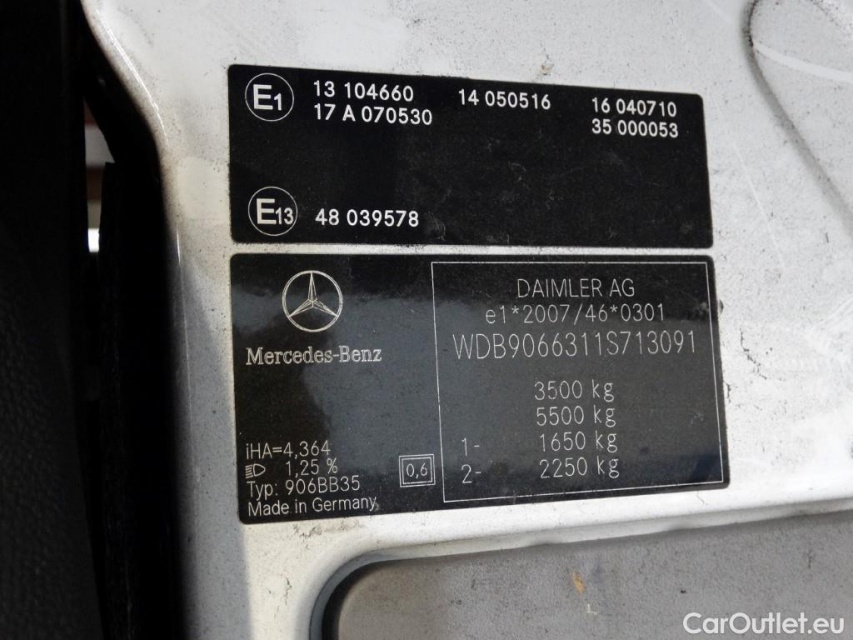 E1 13 104660 14 050516 16 040710
17 A 070530 35 000053
E13 48 039578
Mercedes-Benz
iHA=4,364
1,25 %
Typ: 906BB35
Made in Germany
0,6
DAIMLER AG
e1*2007/46*0301
WDB9066311S713091
3500 kg
5500 kg
1- 1650 kg
2- 2250 kg
CarOutlet.eu